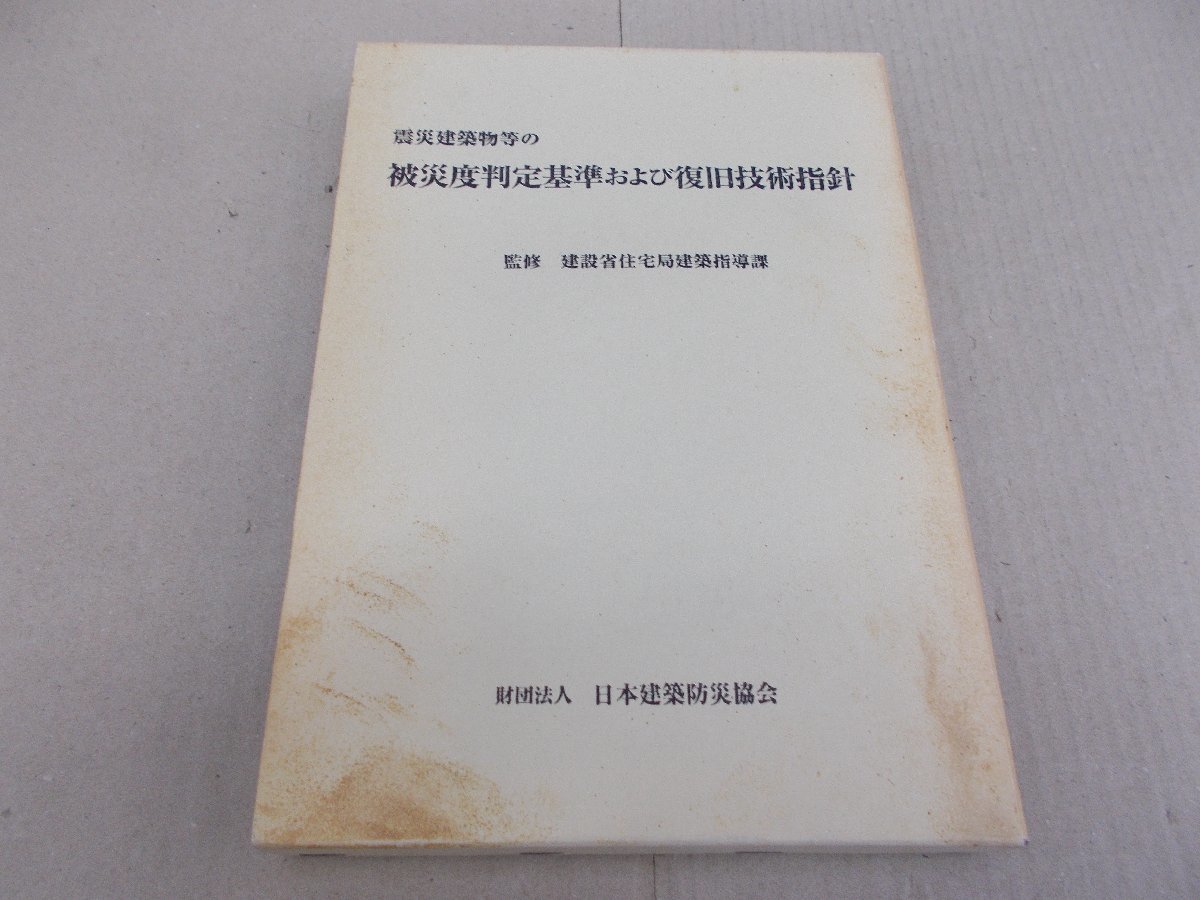 震災建築物等の
被災度判定基準および復旧技術指針
監修　建設省住宅局建築指導課
財団法人　日本建築防災協会